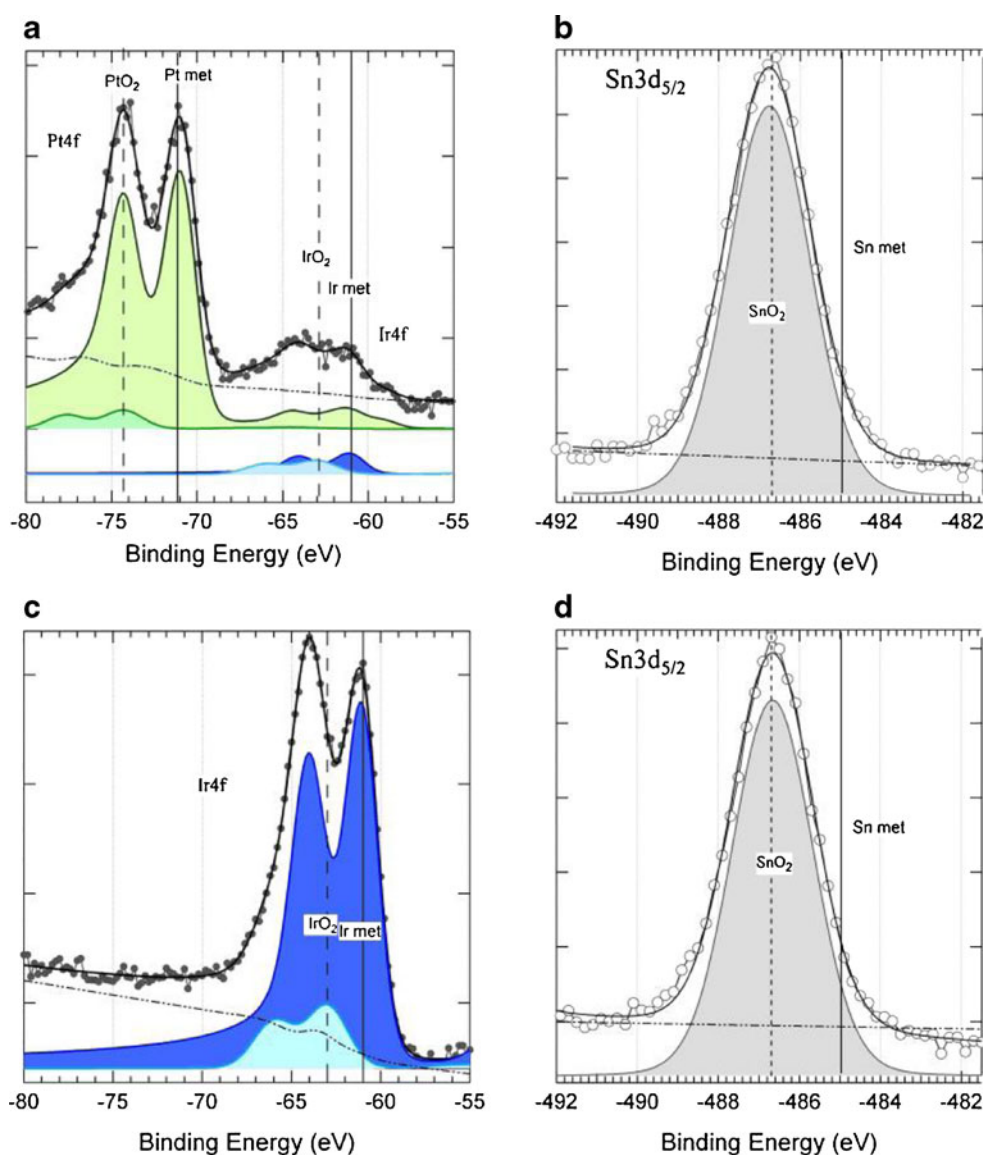 a
PtO₂
Pt met
Pt4f
IrO₂
Ir met
Ir4f
-80 -75 -70 -65 -60 -55
Binding Energy (eV)
b
Sn3d₅/₂
Sn met
SnO₂
-492 -490 -488 -486 -484 -482
Binding Energy (eV)
c
Ir4f
IrO₂ Ir met
-80 -75 -70 -65 -60 -55
Binding Energy (eV)
d
Sn3d₅/₂
Sn met
SnO₂
-492 -490 -488 -486 -484 -482
Binding Energy (eV)